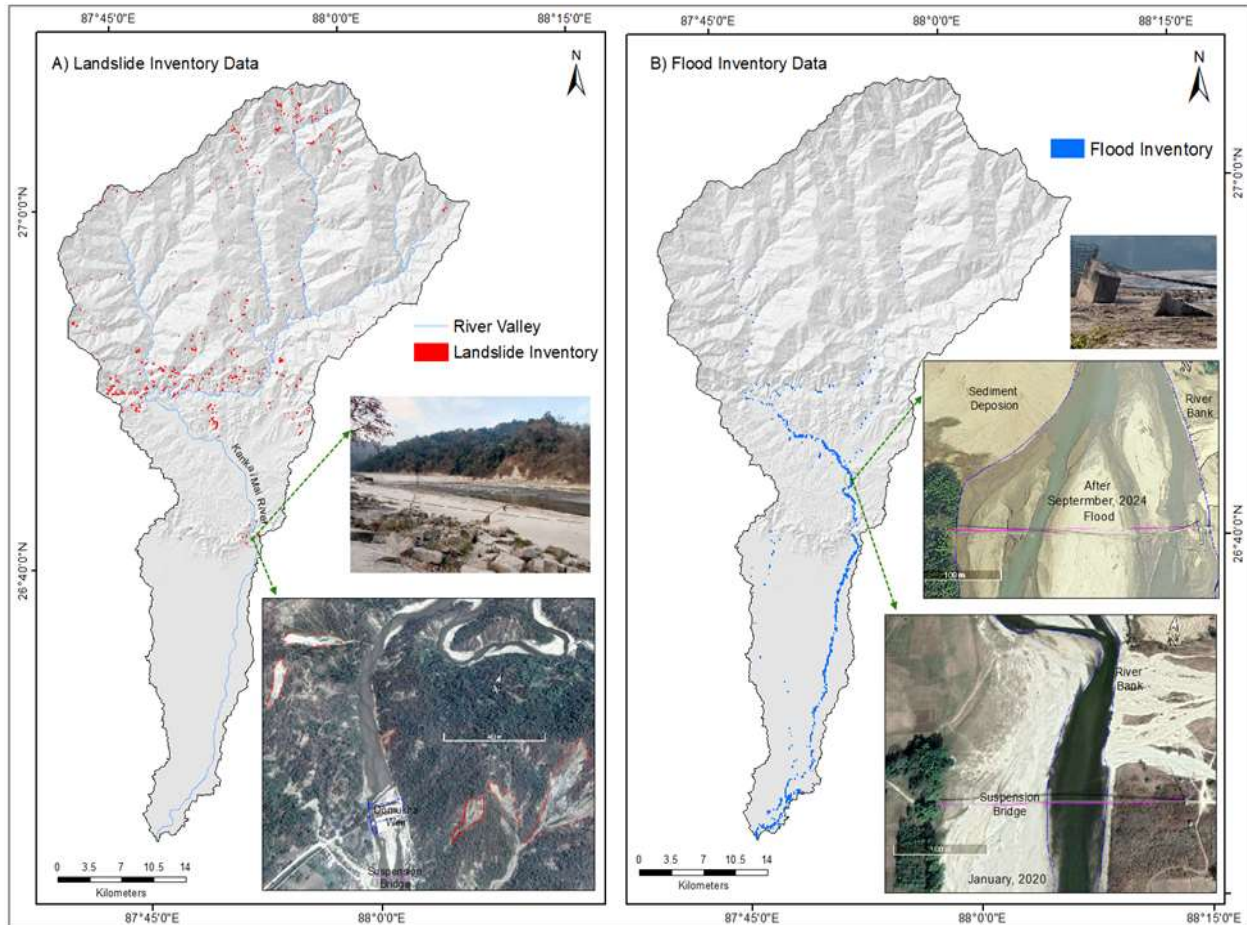 87°45'0"E
88°0'0"E
88°15'0"E
88°0'0"E
88°15'0"E
A) Landslide Inventory Data
N
27°0'0"N
River Valley
Landslide Inventory
Kankai Mai River
26°40'0"N
Suspension
Bridge
0 3.5 7 10.5 14
Kilometers
87°45'0"E
88°0'0"E
B) Flood Inventory Data
N
Flood Inventory
27°0'0"N
Sediment
Deposion
River
Bank
After
Septermber, 2024
Flood
100 m
26°40'0"N
River
Bank
Suspension
Bridge
January, 2020
0 3.5 7 10.5 14
Kilometers
87°45'0"E
88°0'0"E
88°15'0"E